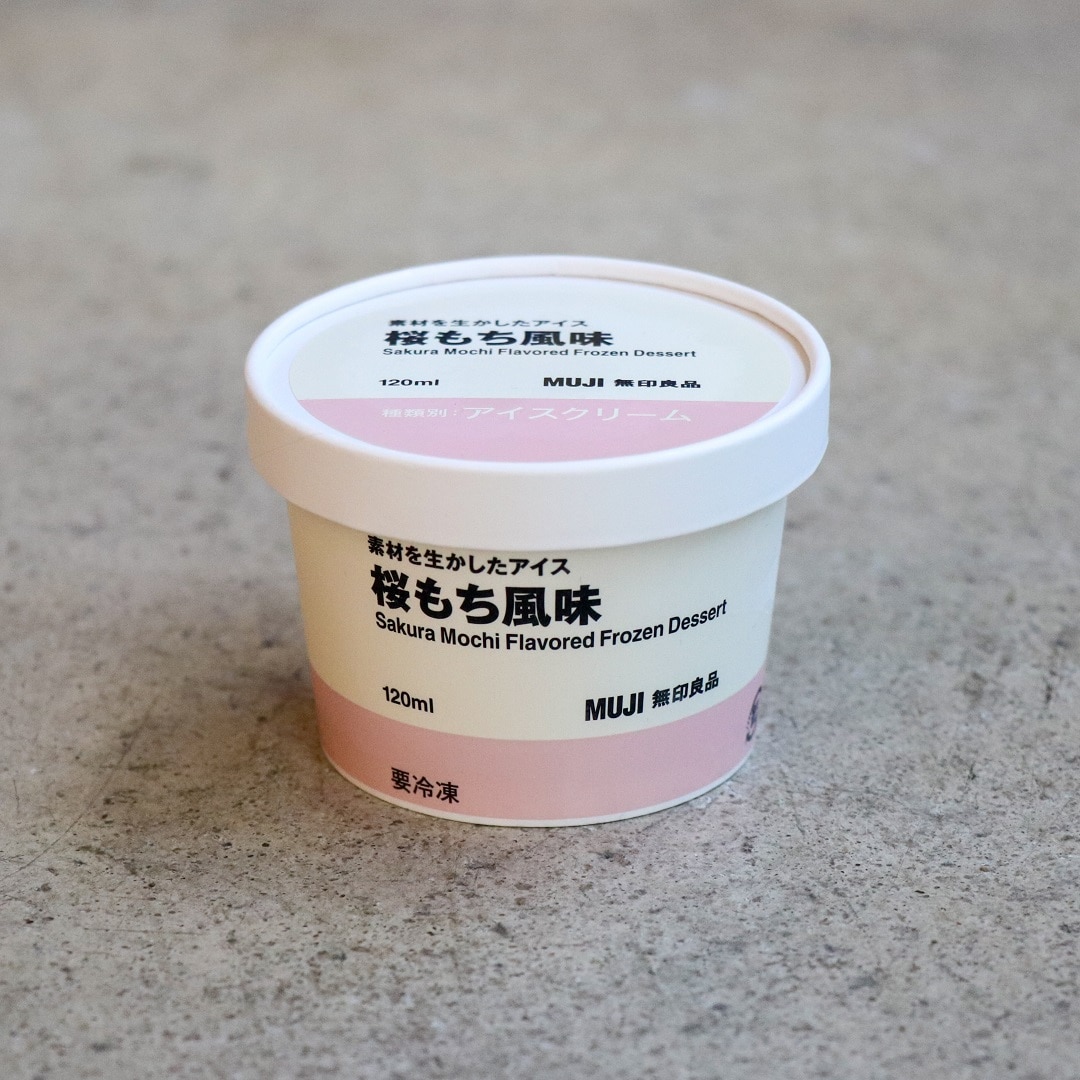 素材を生かしたアイス
桜もち風味
Sakura Mochi Flavored Frozen Dessert
120ml MUJI 無印良品
種類別：アイスクリーム
素材を生かしたアイス
桜もち風味
Sakura Mochi Flavored Frozen Dessert
120ml MUJI 無印良品
要冷凍